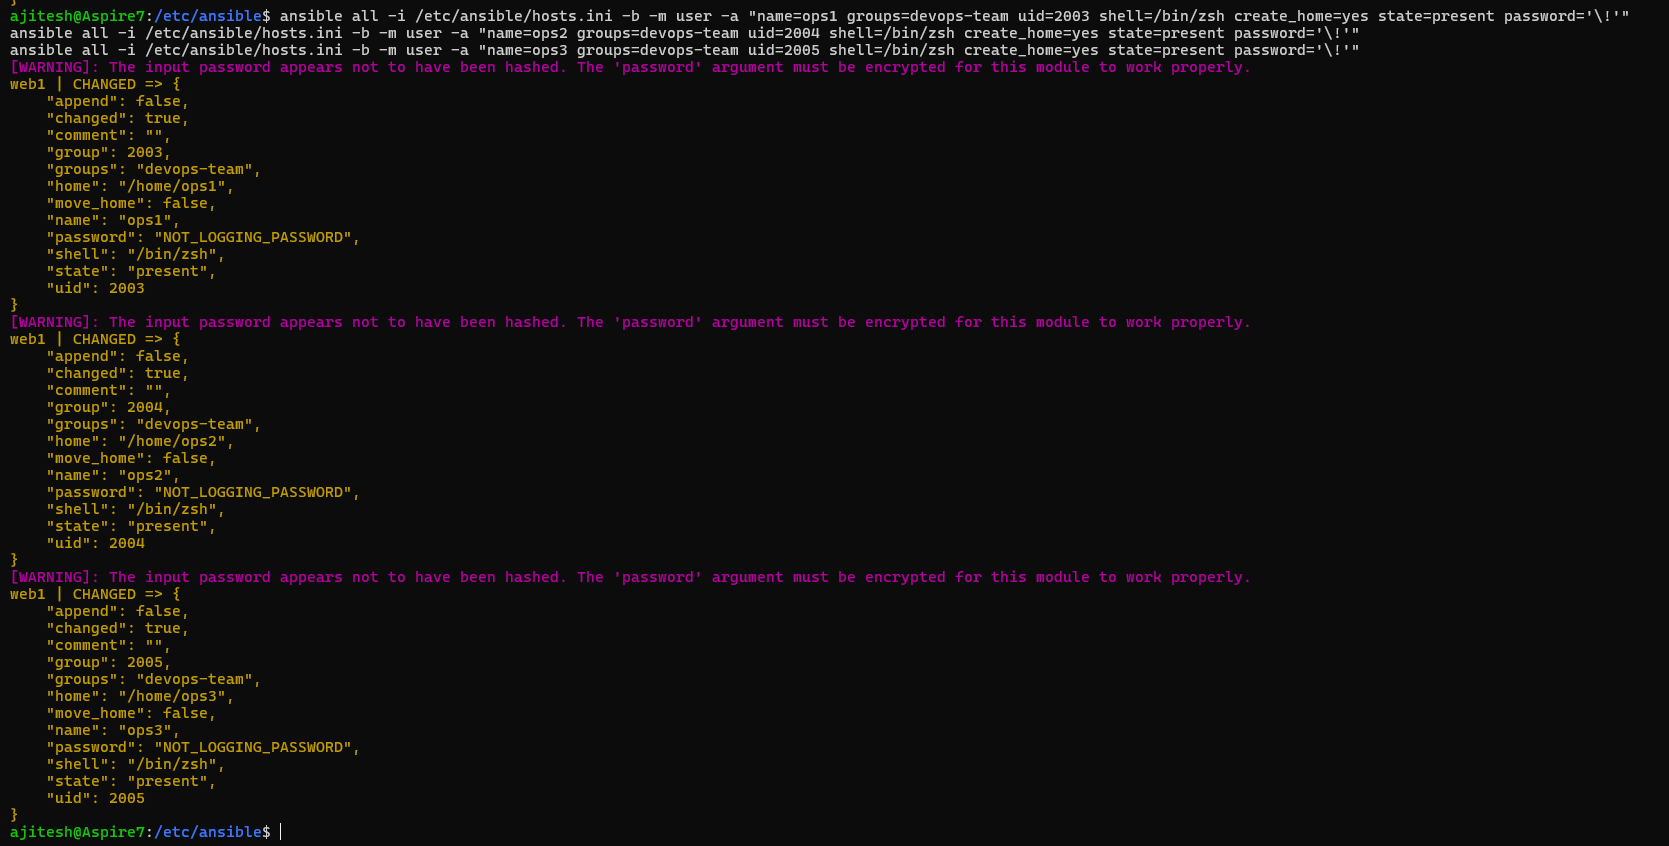 }
ajitesh@Aspire7:/etc/ansible$ ansible all -i /etc/ansible/hosts.ini -b -m user -a "name=ops1 groups=devops-team uid=2003 shell=/bin/zsh create_home=yes state=present password='\!'"
ansible all -i /etc/ansible/hosts.ini -b -m user -a "name=ops2 groups=devops-team uid=2004 shell=/bin/zsh create_home=yes state=present password='\!'"
ansible all -i /etc/ansible/hosts.ini -b -m user -a "name=ops3 groups=devops-team uid=2005 shell=/bin/zsh create_home=yes state=present password='\!'"
[WARNING]: The input password appears not to have been hashed. The 'password' argument must be encrypted for this module to work properly.
web1 | CHANGED => {
    "append": false,
    "changed": true,
    "comment": "",
    "group": 2003,
    "groups": "devops-team",
    "home": "/home/ops1",
    "move_home": false,
    "name": "ops1",
    "password": "NOT_LOGGING_PASSWORD",
    "shell": "/bin/zsh",
    "state": "present",
    "uid": 2003
}
[WARNING]: The input password appears not to have been hashed. The 'password' argument must be encrypted for this module to work properly.
web1 | CHANGED => {
    "append": false,
    "changed": true,
    "comment": "",
    "group": 2004,
    "groups": "devops-team",
    "home": "/home/ops2",
    "move_home": false,
    "name": "ops2",
    "password": "NOT_LOGGING_PASSWORD",
    "shell": "/bin/zsh",
    "state": "present",
    "uid": 2004
}
[WARNING]: The input password appears not to have been hashed. The 'password' argument must be encrypted for this module to work properly.
web1 | CHANGED => {
    "append": false,
    "changed": true,
    "comment": "",
    "group": 2005,
    "groups": "devops-team",
    "home": "/home/ops3",
    "move_home": false,
    "name": "ops3",
    "password": "NOT_LOGGING_PASSWORD",
    "shell": "/bin/zsh",
    "state": "present",
    "uid": 2005
}
ajitesh@Aspire7:/etc/ansible$